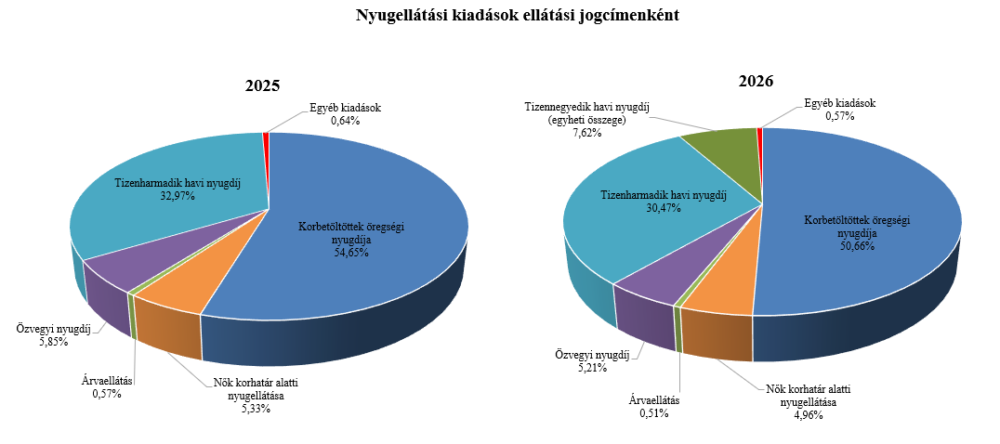 Nyugellátási kiadások ellátási jogcímenként
2025
Egyéb kiadások
0,64%
Tizenharmadik havi nyugdíj
32,97%
Korbetöltöttek öregségi
nyugdíja
54,65%
Özvegyi nyugdíj
5,85%
Árvaellátás
0,57%
Nők korhatár alatti
nyugellátása
5,33%
2026
Tizennegyedik havi nyugdíj
(egyheti összege)
7,62%
Egyéb kiadások
0,57%
Tizenharmadik havi nyugdíj
30,47%
Korbetöltöttek öregségi
nyugdíja
50,66%
Özvegyi nyugdíj
5,21%
Árvaellátás
0,51%
Nők korhatár alatti
nyugellátása
4,96%